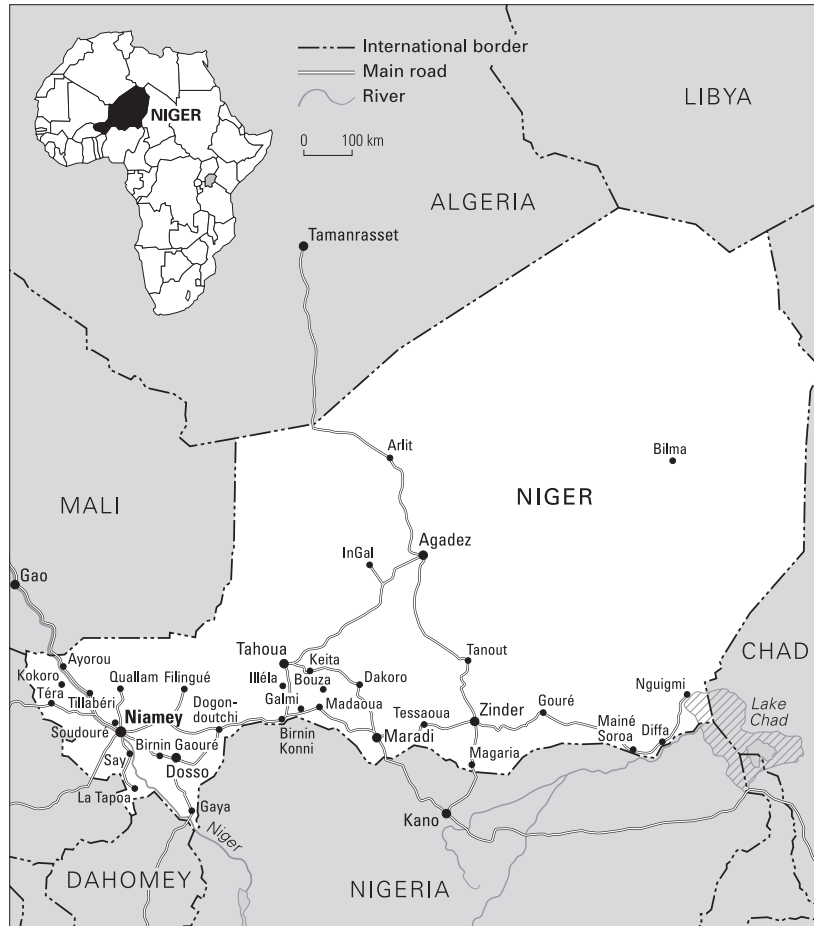 International border
Main road
River
NIGER
0 100 km
LIBYA
ALGERIA
Tamanrasset
Arlit
Bilma
NIGER
MALI
Agadez
InGal
Gao
CHAD
Ayorou
Tahoua
Keita
Tanout
Kokoro
Quallam
Filingué
Illéla
Bouza
Dakoro
Nguigmi
Téra
Tillabéri
Dogon-
doutchi
Galmi
Madaoua
Tessaoua
Zinder
Gouré
Lake
Chad
Niamey
Mainé
Soroa
Diffa
Soudouré
Birnin
Konni
Maradi
Birnin Gaouré
Say
Dosso
Magaria
La Tapoa
Gaya
Kano
Niger
DAHOMEY
NIGERIA